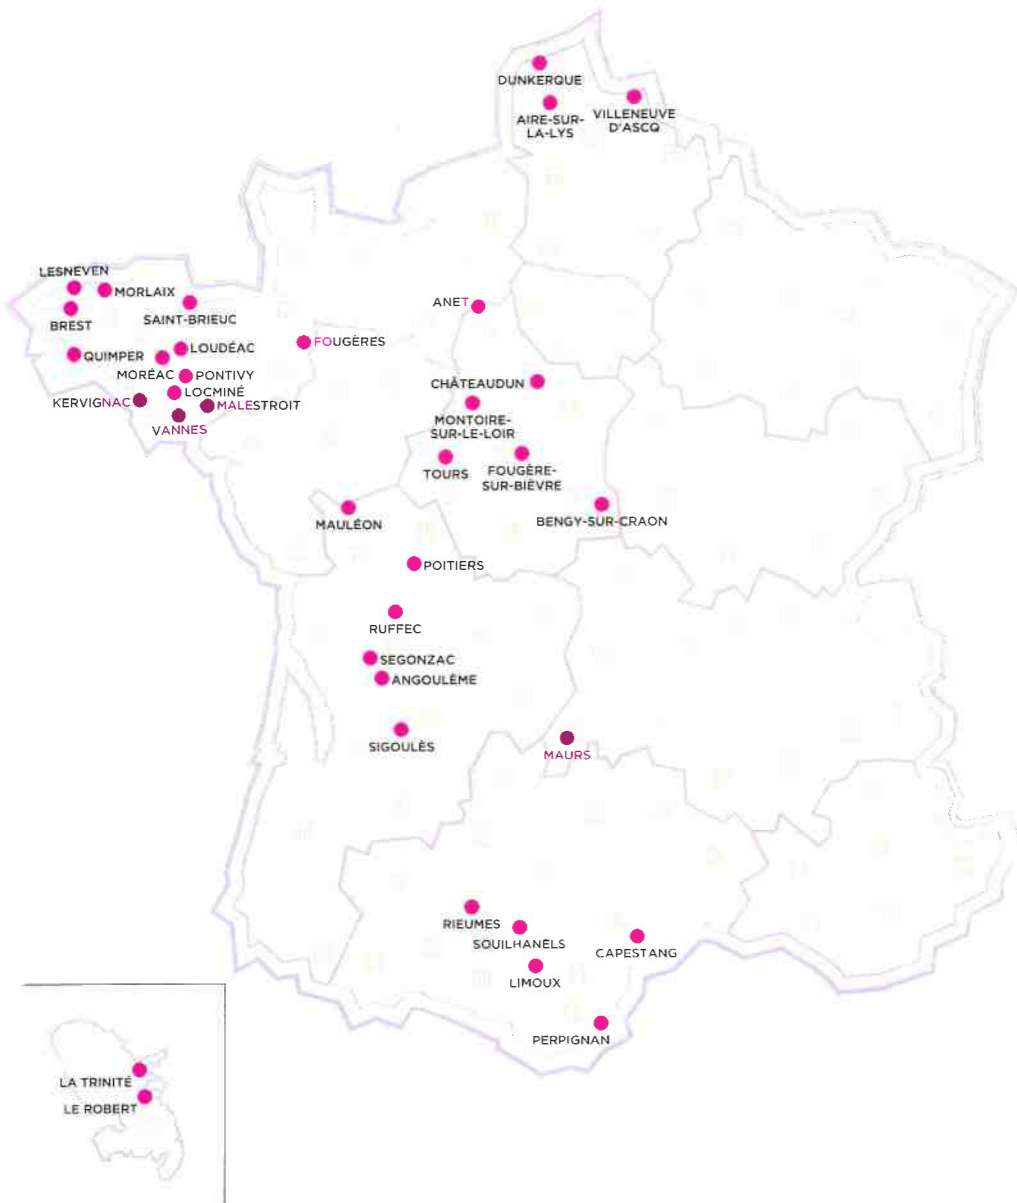 DUNKERQUE
AIRE-SUR-
LA-LYS
VILLENEUVE
D'ASCQ
LESNEVEN
MORLAIX
BREST
SAINT-BRIEUC
ANET
FOUGÈRES
QUIMPER
LOUDÉAC
MORÉAC
PONTIVY
LOCMINÉ
KERVIGNAC
MALESTROIT
VANNES
CHÂTEAUDUN
MONTOIRE-
SUR-LE-LOIR
TOURS
FOUGÈRE-
SUR-BIÈVRE
BENGY-SUR-CRAON
MAULÉON
POITIERS
RUFFEC
SEGONZAC
ANGOULÊME
SIGOULÈS
MAURS
RIEUMES
SOUILHANELS
CAPESTANG
LIMOUX
PERPIGNAN
LA TRINITÉ
LE ROBERT